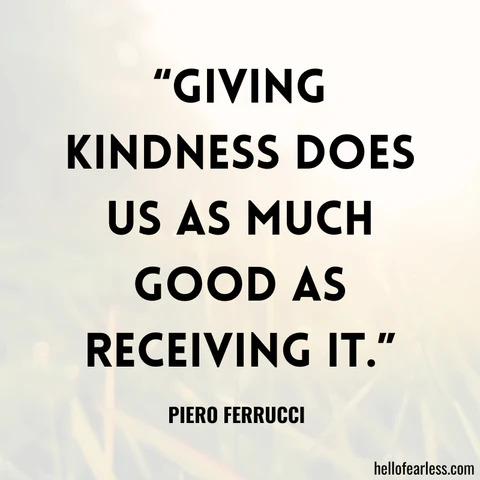 “GIVING
KINDNESS DOES
US AS MUCH
GOOD AS
RECEIVING IT.”
PIERO FERRUCCI
hellofearless.com